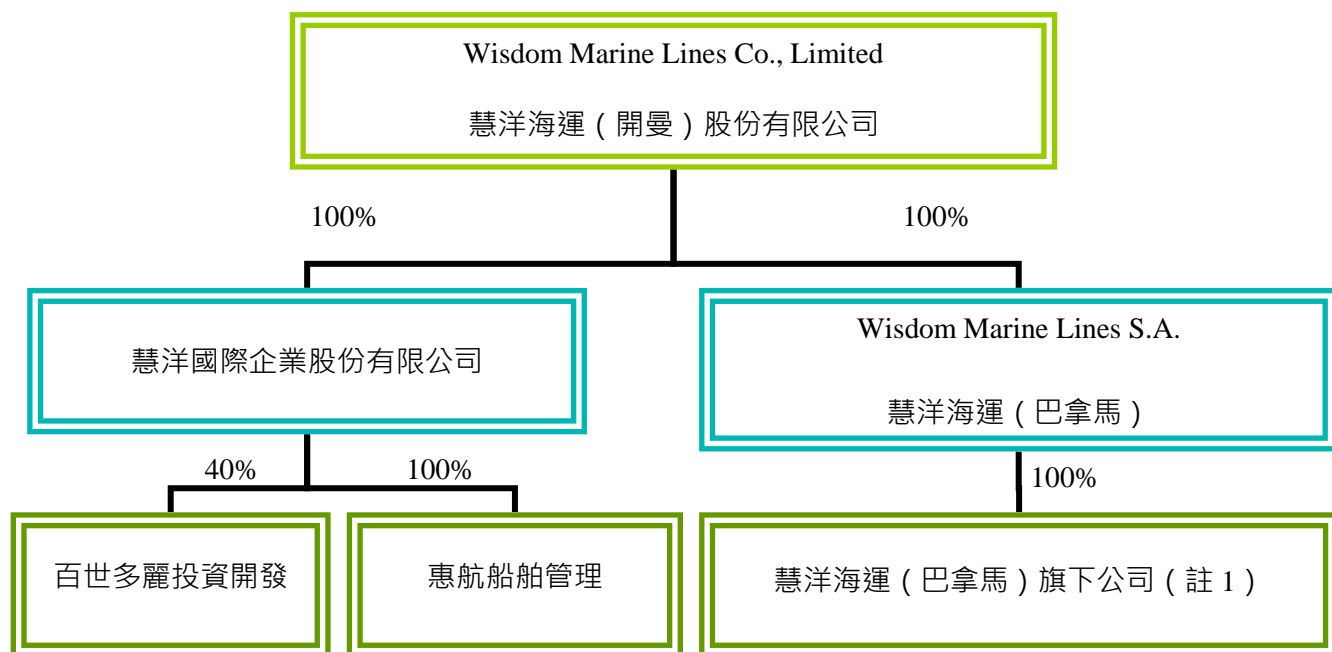 Wisdom Marine Lines Co., Limited
慧洋海運（開曼）股份有限公司
100%
100%
慧洋國際企業股份有限公司
Wisdom Marine Lines S.A.
慧洋海運（巴拿馬）
40%
100%
100%
百世多麗投資開發
惠航船舶管理
慧洋海運（巴拿馬）旗下公司（註 1）